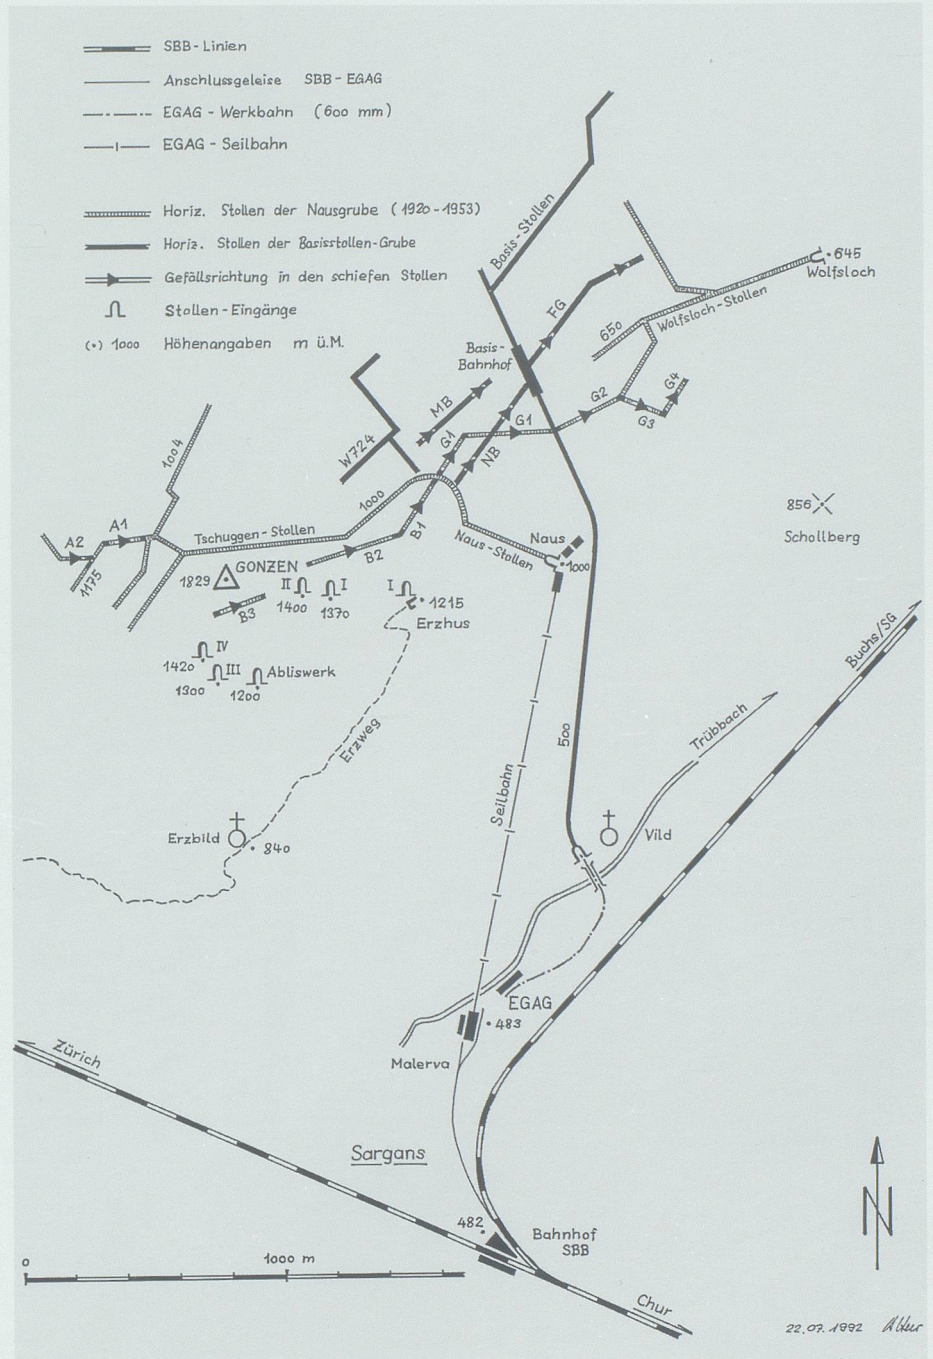 SBB-Linien
Anschlussgeleise SBB-EGAG
EGAG-Werkbahn (600 mm)
EGAG-Seilbahn
Horiz. Stollen der Nausgrube (1920-1953)
Horiz. Stollen der Basisstollen-Grube
Gefällsrichtung in den schiefen Stollen
Stollen-Eingänge
(·) 1000 Höhenangaben m ü.M.
Basis-Stollen
FG
645
Wolfsloch
Wolfsloch-Stollen
650
Basis-
Bahnhof
MB
G1
G1
G2
G3
G4
NB
W724
1004
1000
A2
A1
1175
Tschuggen-Stollen
B1
B2
Naus-Stollen
Naus
1000
856
Schollberg
GONZEN
1829
B3
II
1400
I
1370
I
1215
Erzhus
IV
1420
III
1300
1200
Abliswerk
Erzweg
Seilbahn
500
Trübbach
Buchs/SG
Erzbild
840
Vild
EGAG
483
Malerva
Zürich
Sargans
482
Bahnhof
SBB
Chur
N
0
1000 m
22.07.1992